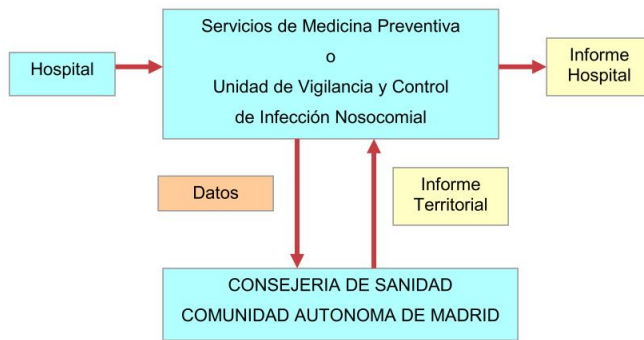 Hospital
Servicios de Medicina Preventiva
o
Unidad de Vigilancia y Control
de Infección Nosocomial
Informe
Hospital
Datos
Informe
Territorial
CONSEJERIA DE SANIDAD
COMUNIDAD AUTONOMA DE MADRID